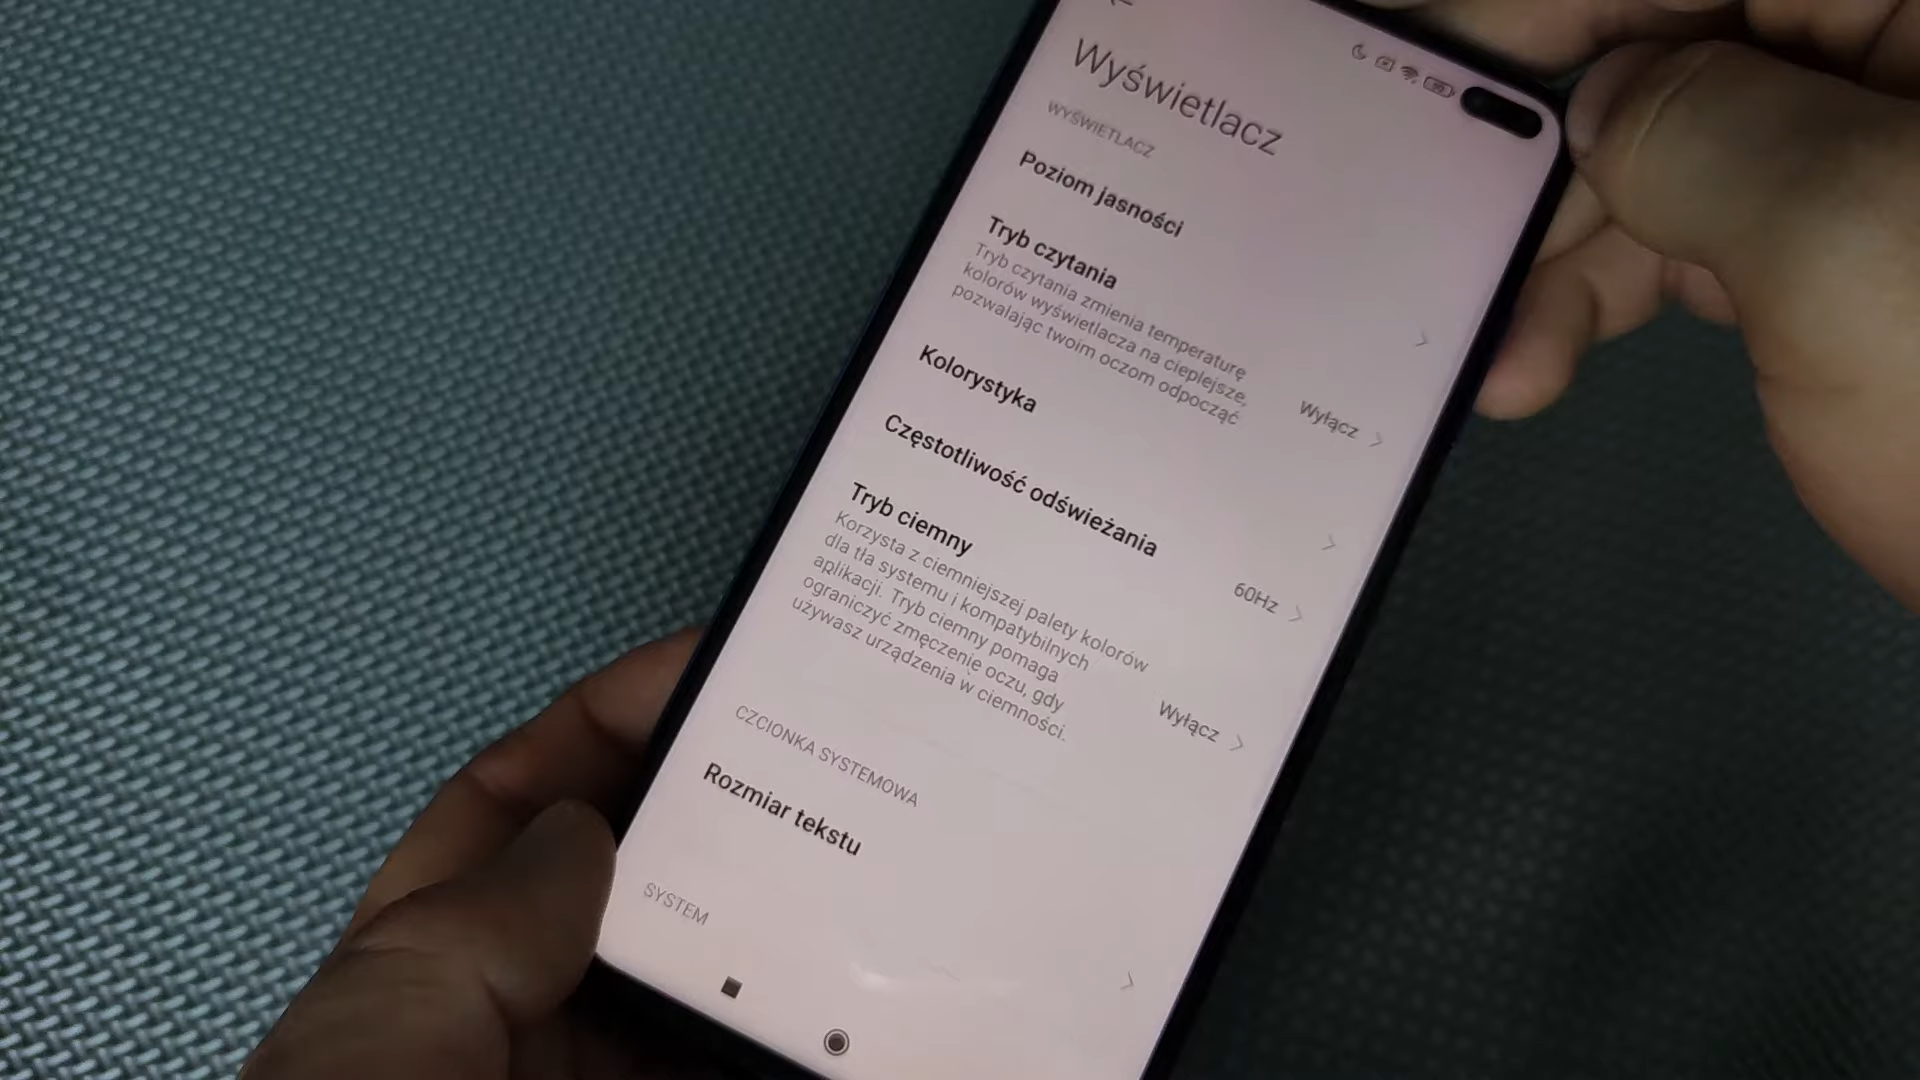 Wyświetlacz
WYŚWIETLACZ
Poziom jasności
Tryb czytania
Tryb czytania zmienia temperaturę
kolorów wyświetlacza na cieplejsze,
pozwalając twoim oczom odpocząć
Wyłącz
Kolorystyka
Częstotliwość odświeżania
60Hz
Tryb ciemny
Korzysta z ciemniejszej palety kolorów
dla tła systemu i kompatybilnych
aplikacji. Tryb ciemny pomaga
ograniczyć zmęczenie oczu, gdy
używasz urządzenia w ciemności.
Wyłącz
CZCIONKA SYSTEMOWA
Rozmiar tekstu
SYSTEM